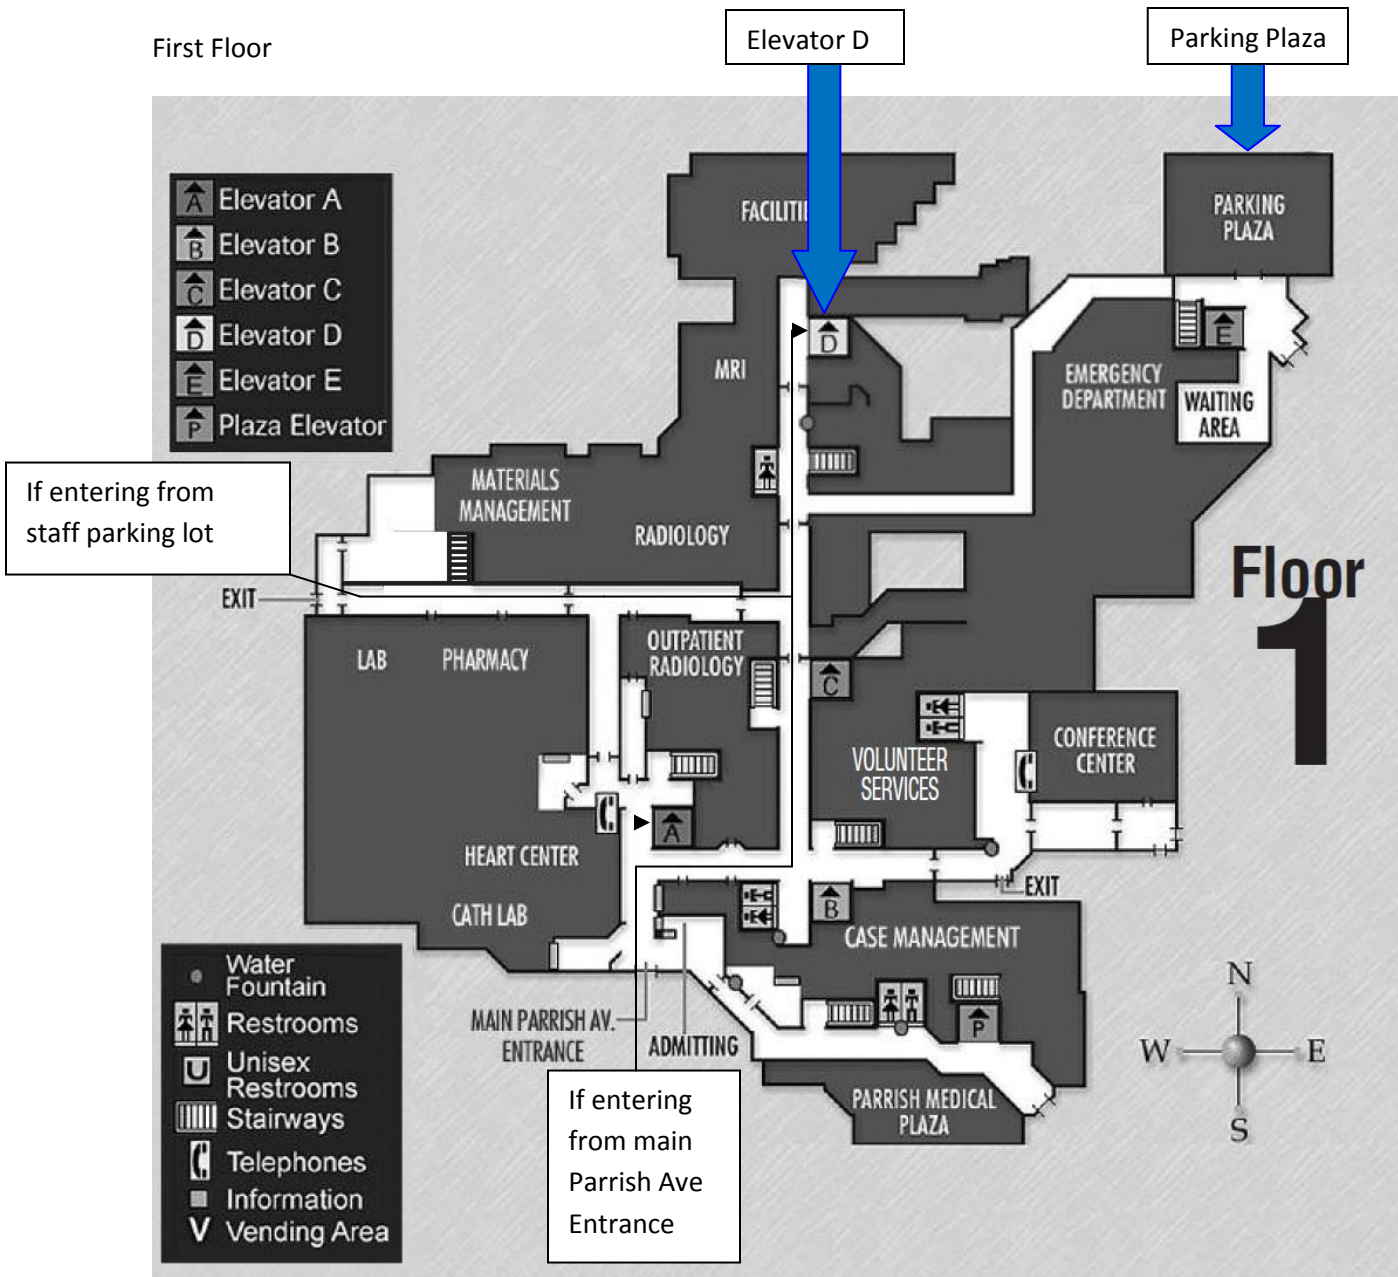 First Floor
Elevator D
Parking Plaza
A Elevator A
B Elevator B
C Elevator C
D Elevator D
E Elevator E
P Plaza Elevator
FACILITIE
PARKING
PLAZA
D
E
MRI
EMERGENCY
DEPARTMENT
WAITING
AREA
If entering from
staff parking lot
MATERIALS
MANAGEMENT
RADIOLOGY
Floor
1
EXIT
LAB
PHARMACY
OUTPATIENT
RADIOLOGY
C
CONFERENCE
CENTER
VOLUNTEER
SERVICES
A
HEART CENTER
EXIT
CATH LAB
B
CASE MANAGEMENT
MAIN PARRISH AV.
ENTRANCE
ADMITTING
P
PARRISH MEDICAL
PLAZA
If entering
from main
Parrish Ave
Entrance
Water
Fountain
Restrooms
U Unisex
Restrooms
Stairways
Telephones
Information
V Vending Area
N
W E
S